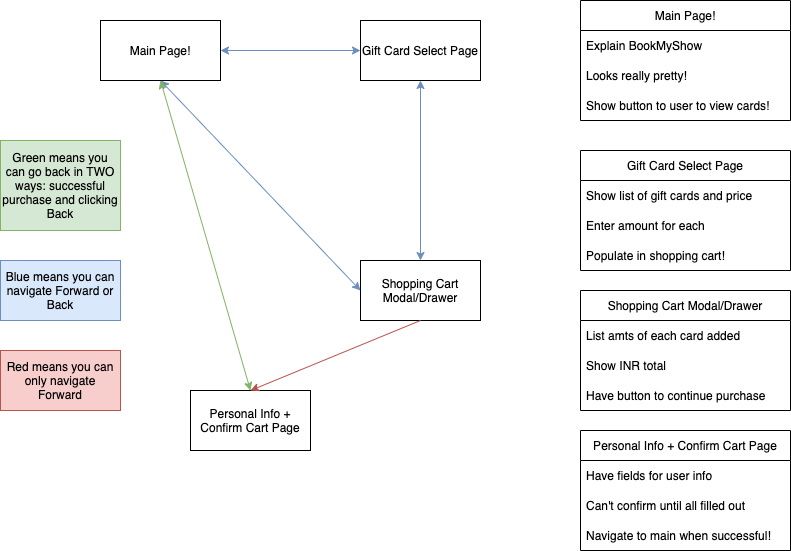 Main Page!
Gift Card Select Page
Green means you
can go back in TWO
ways: successful
purchase and clicking
Back
Blue means you can
navigate Forward or
Back
Red means you can
only navigate
Forward
Shopping Cart
Modal/Drawer
Personal Info +
Confirm Cart Page
Main Page!
Explain BookMyShow
Looks really pretty!
Show button to user to view cards!
Gift Card Select Page
Show list of gift cards and price
Enter amount for each
Populate in shopping cart!
Shopping Cart Modal/Drawer
List amts of each card added
Show INR total
Have button to continue purchase
Personal Info + Confirm Cart Page
Have fields for user info
Can't confirm until all filled out
Navigate to main when successful!